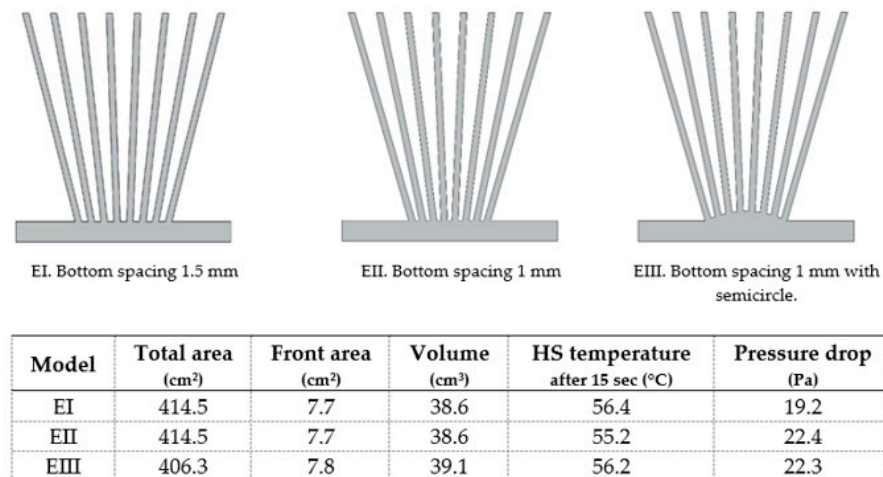 EI. Bottom spacing 1.5 mm
EII. Bottom spacing 1 mm
EIII. Bottom spacing 1 mm with
semicircle.
Model Total area (cm²) Front area (cm²) Volume (cm³) HS temperature after 15 sec (°C) Pressure drop (Pa)
EI 414.5 7.7 38.6 56.4 19.2
EII 414.5 7.7 38.6 55.2 22.4
EIII 406.3 7.8 39.1 56.2 22.3